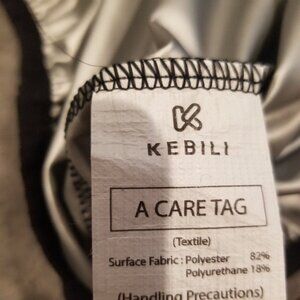 KEBILI
A CARE TAG
(Textile)
Surface Fabric : Polyester 82%
Polyurethane 18%
(Handling Precautions)